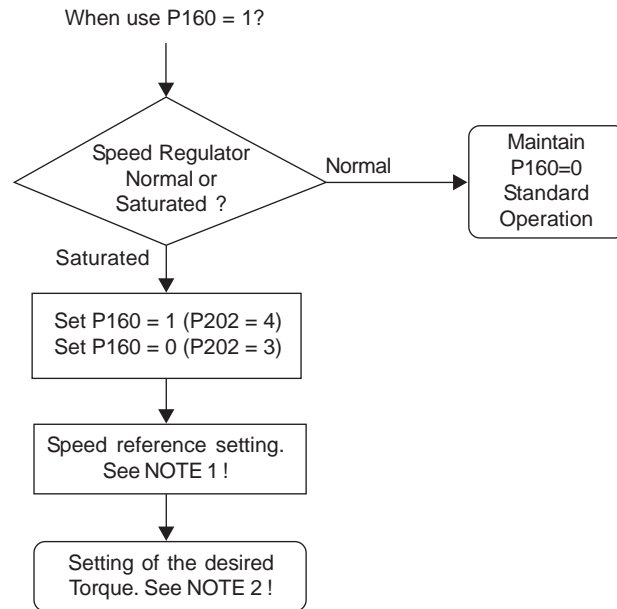 When use P160 = 1?
Speed Regulator
Normal or
Saturated ?
Normal
Maintain
P160=0
Standard
Operation
Saturated
Set P160 = 1 (P202 = 4)
Set P160 = 0 (P202 = 3)
Speed reference setting.
See NOTE 1 !
Setting of the desired
Torque. See NOTE 2 !